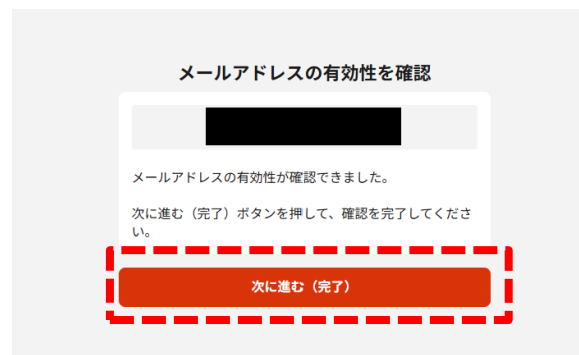 メールアドレスの有効性を確認
メールアドレスの有効性が確認できました。
次に進む（完了）ボタンを押して、確認を完了してくださ
い。
次に進む（完了）